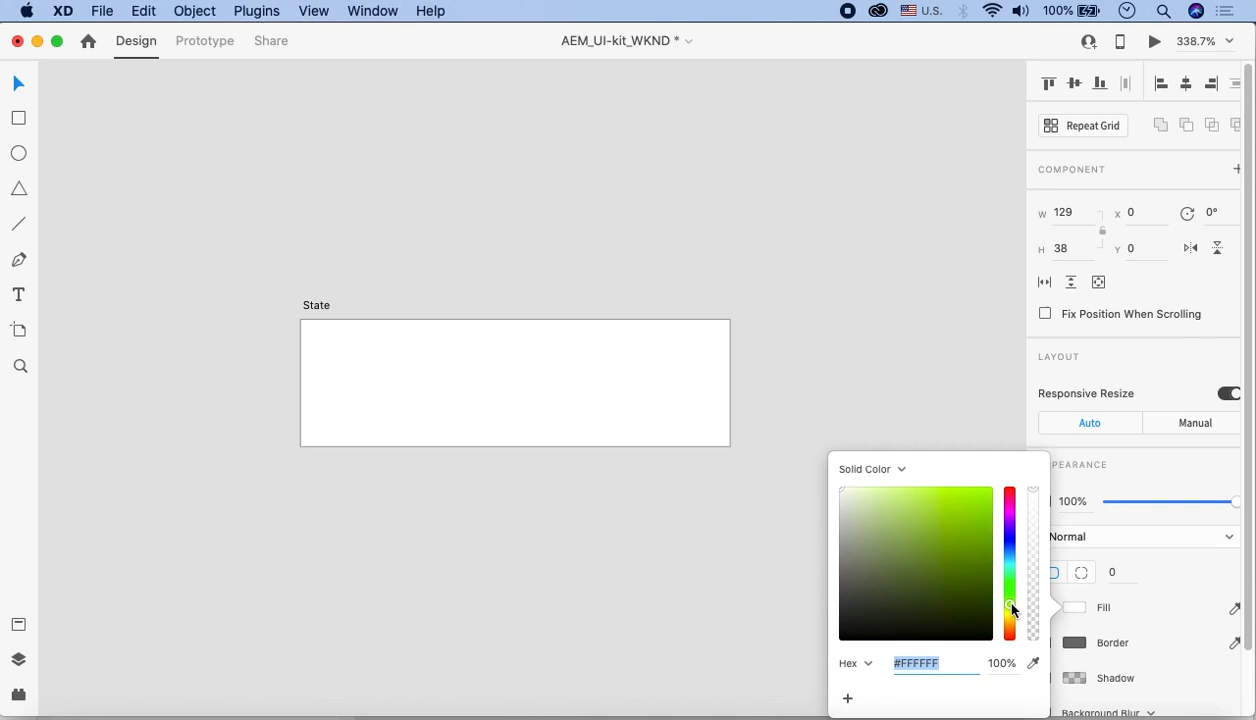 XD File Edit Object Plugins View Window Help U.S. 100%
Design Prototype Share AEM_UI-kit_WKND * 338.7%
Repeat Grid
COMPONENT
W 129 X 0 0°
H 38 Y 0
State
Fix Position When Scrolling
LAYOUT
Responsive Resize
Auto Manual
PEARANCE
Solid Color
100%
Normal
0
Fill
Border
Hex #FFFFFF 100%
Shadow
Background Blur